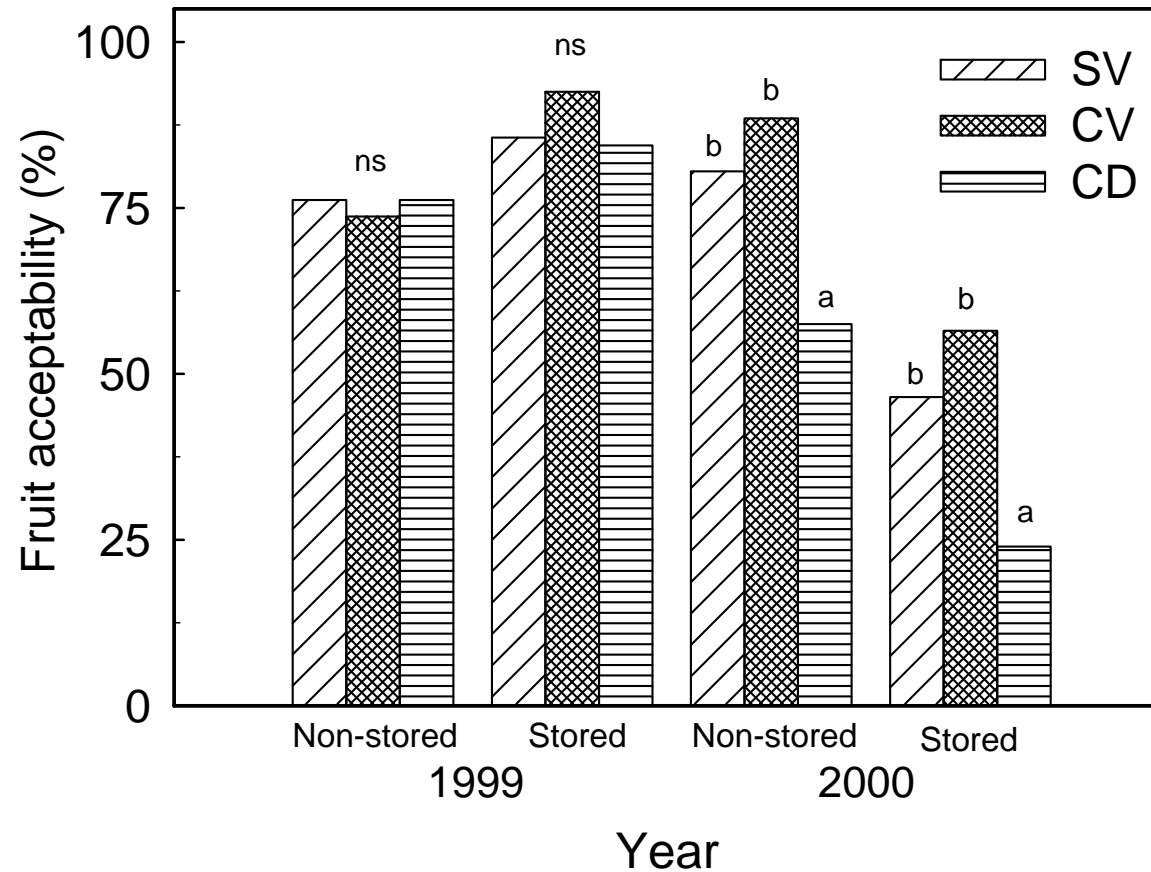 Fruit acceptability (%)
100
75
50
25
0
ns
ns
b
b
a
b
b
a
SV
CV
CD
Non-stored Stored Non-stored Stored
1999 2000
Year